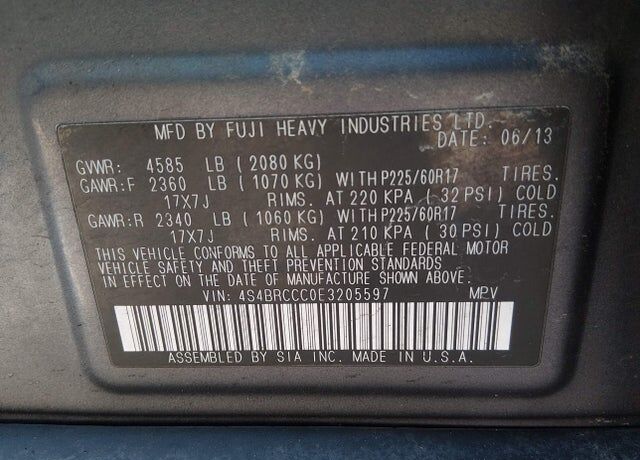 MFD BY FUJI HEAVY INDUSTRIES LTD.
DATE: 06/13
GVWR: 4585 LB ( 2080 KG)
GAWR:F 2360 LB ( 1070 KG) WITH P225/60R17 TIRES.
17X7J RIMS. AT 220 KPA ( 32 PSI) COLD
GAWR:R 2340 LB ( 1060 KG) WITH P225/60R17 TIRES.
17X7J RIMS. AT 210 KPA ( 30 PSI) COLD
THIS VEHICLE CONFORMS TO ALL APPLICABLE FEDERAL MOTOR
VEHICLE SAFETY AND THEFT PREVENTION STANDARDS
IN EFFECT ON THE DATE OF MANUFACTURE SHOWN ABOVE.
VIN: 4S4BRCCC0E3205597 MPV
ASSEMBLED BY SIA INC. MADE IN U.S.A.